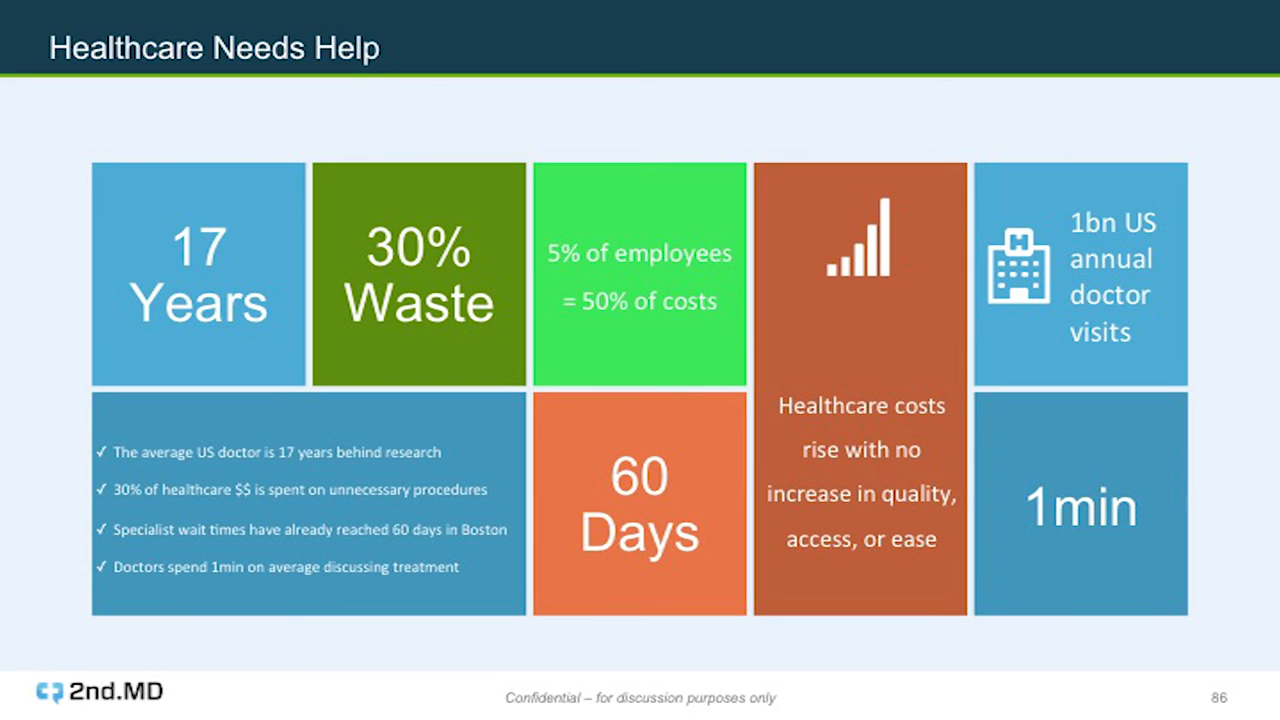 Healthcare Needs Help
17
Years
30%
Waste
5% of employees
= 50% of costs
Healthcare costs
rise with no
increase in quality,
access, or ease
H
1bn US
annual
doctor
visits
✓ The average US doctor is 17 years behind research
✓ 30% of healthcare $$ is spent on unnecessary procedures
✓ Specialist wait times have already reached 60 days in Boston
✓ Doctors spend 1min on average discussing treatment
60
Days
1min
2nd.MD
Confidential – for discussion purposes only
86